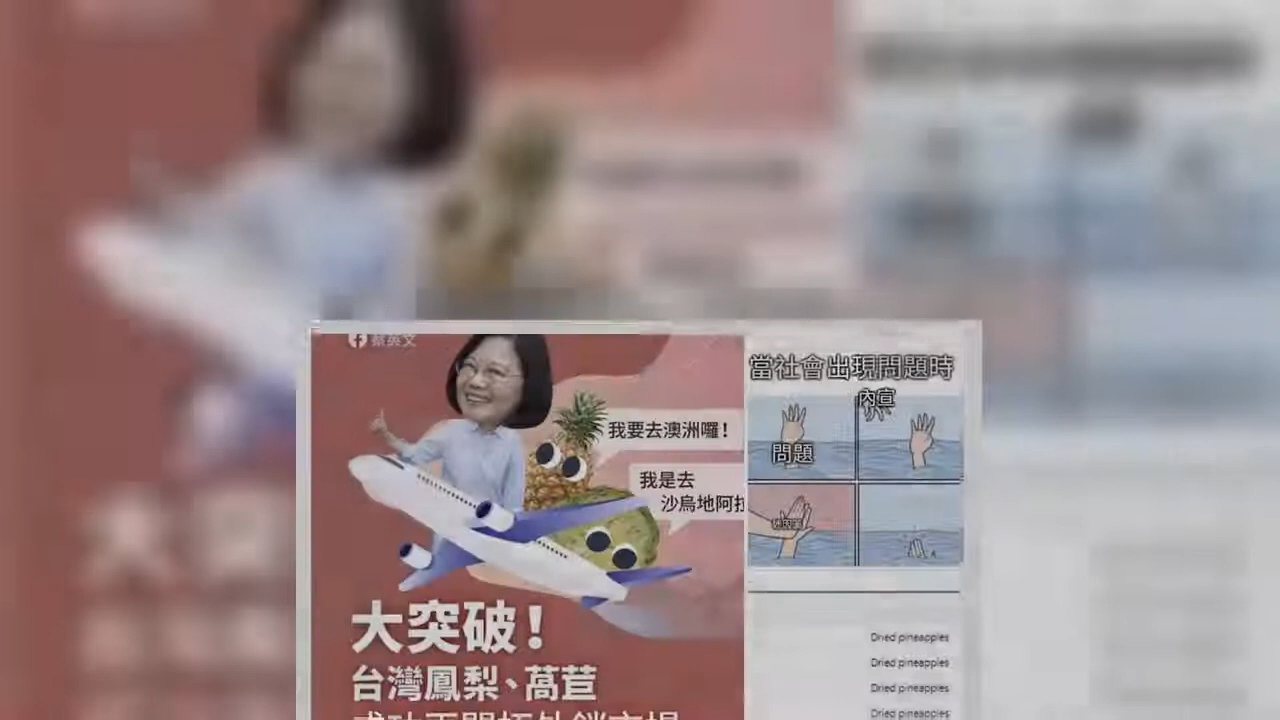 蔡英文
我要去澳洲囉!
我是去
沙烏地阿拉
大突破!
台灣鳳梨、萵苣
當社會出現問題時
內宣
問題
Dried pineapples
Dried pineapples
Dried pineapples
Dried pineapples